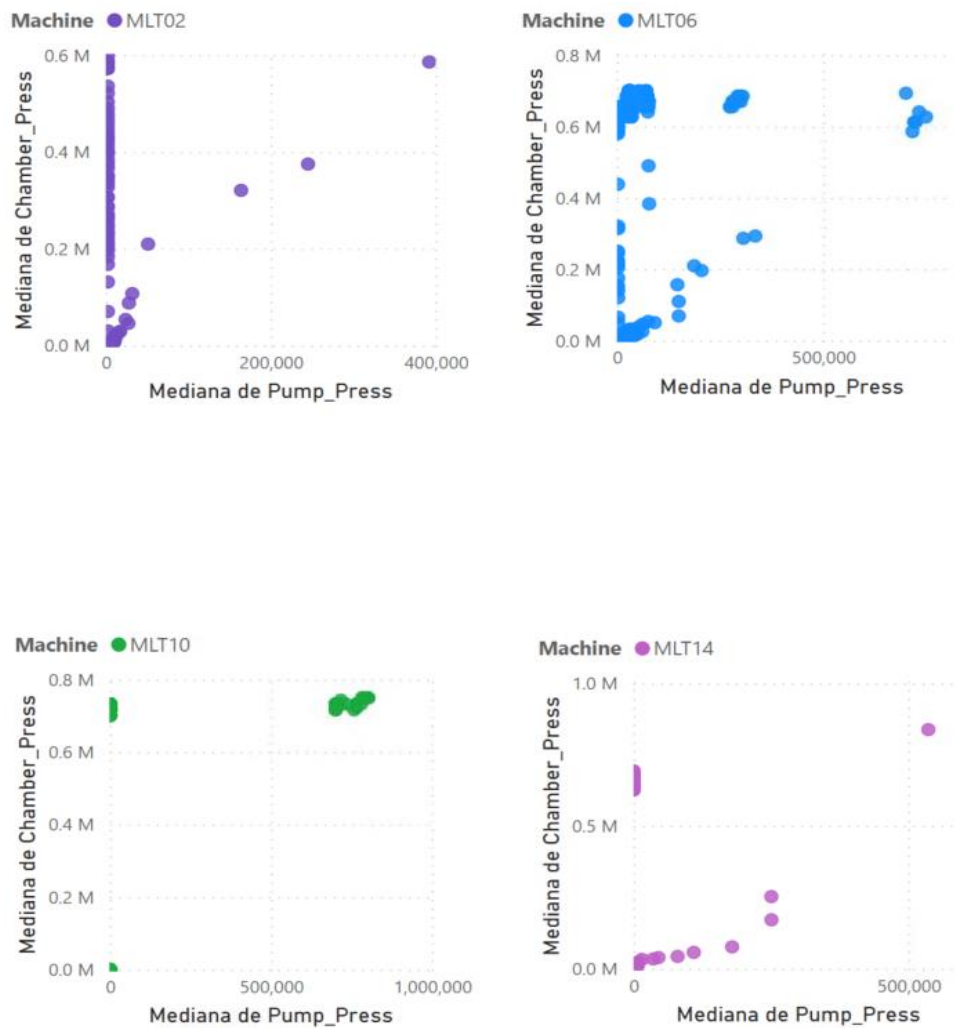 Machine MLT02
Mediana de Chamber_Press
0.6 M
0.4 M
0.2 M
0.0 M
0
200,000
400,000
Mediana de Pump_Press
Machine MLT06
Mediana de Chamber_Press
0.8 M
0.6 M
0.4 M
0.2 M
0.0 M
0
500,000
Mediana de Pump_Press
Machine MLT10
Mediana de Chamber_Press
0.8 M
0.6 M
0.4 M
0.2 M
0.0 M
0
500,000
1,000,000
Mediana de Pump_Press
Machine MLT14
Mediana de Chamber_Press
1.0 M
0.5 M
0.0 M
0
500,000
Mediana de Pump_Press